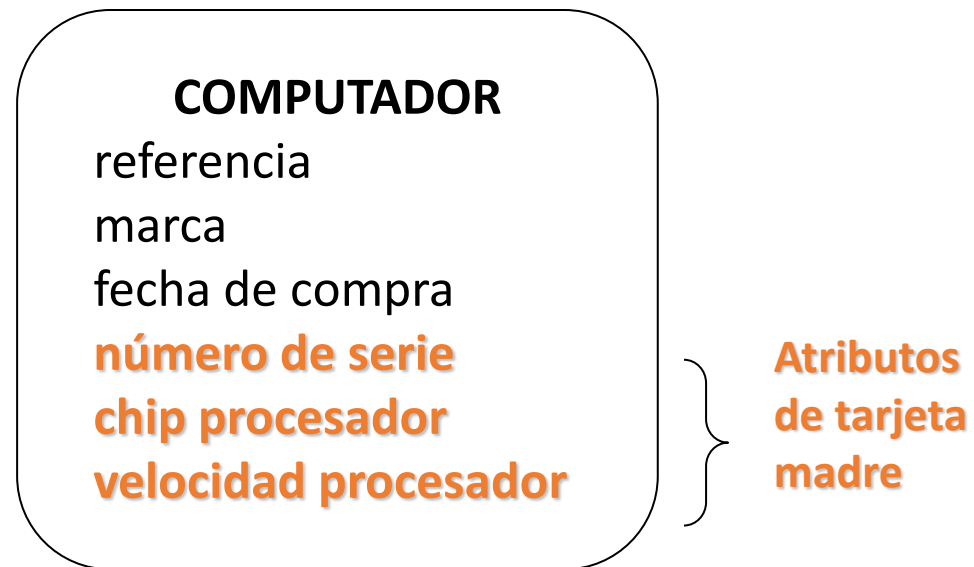 COMPUTADOR
referencia
marca
fecha de compra
número de serie
chip procesador
velocidad procesador
Atributos
de tarjeta
madre